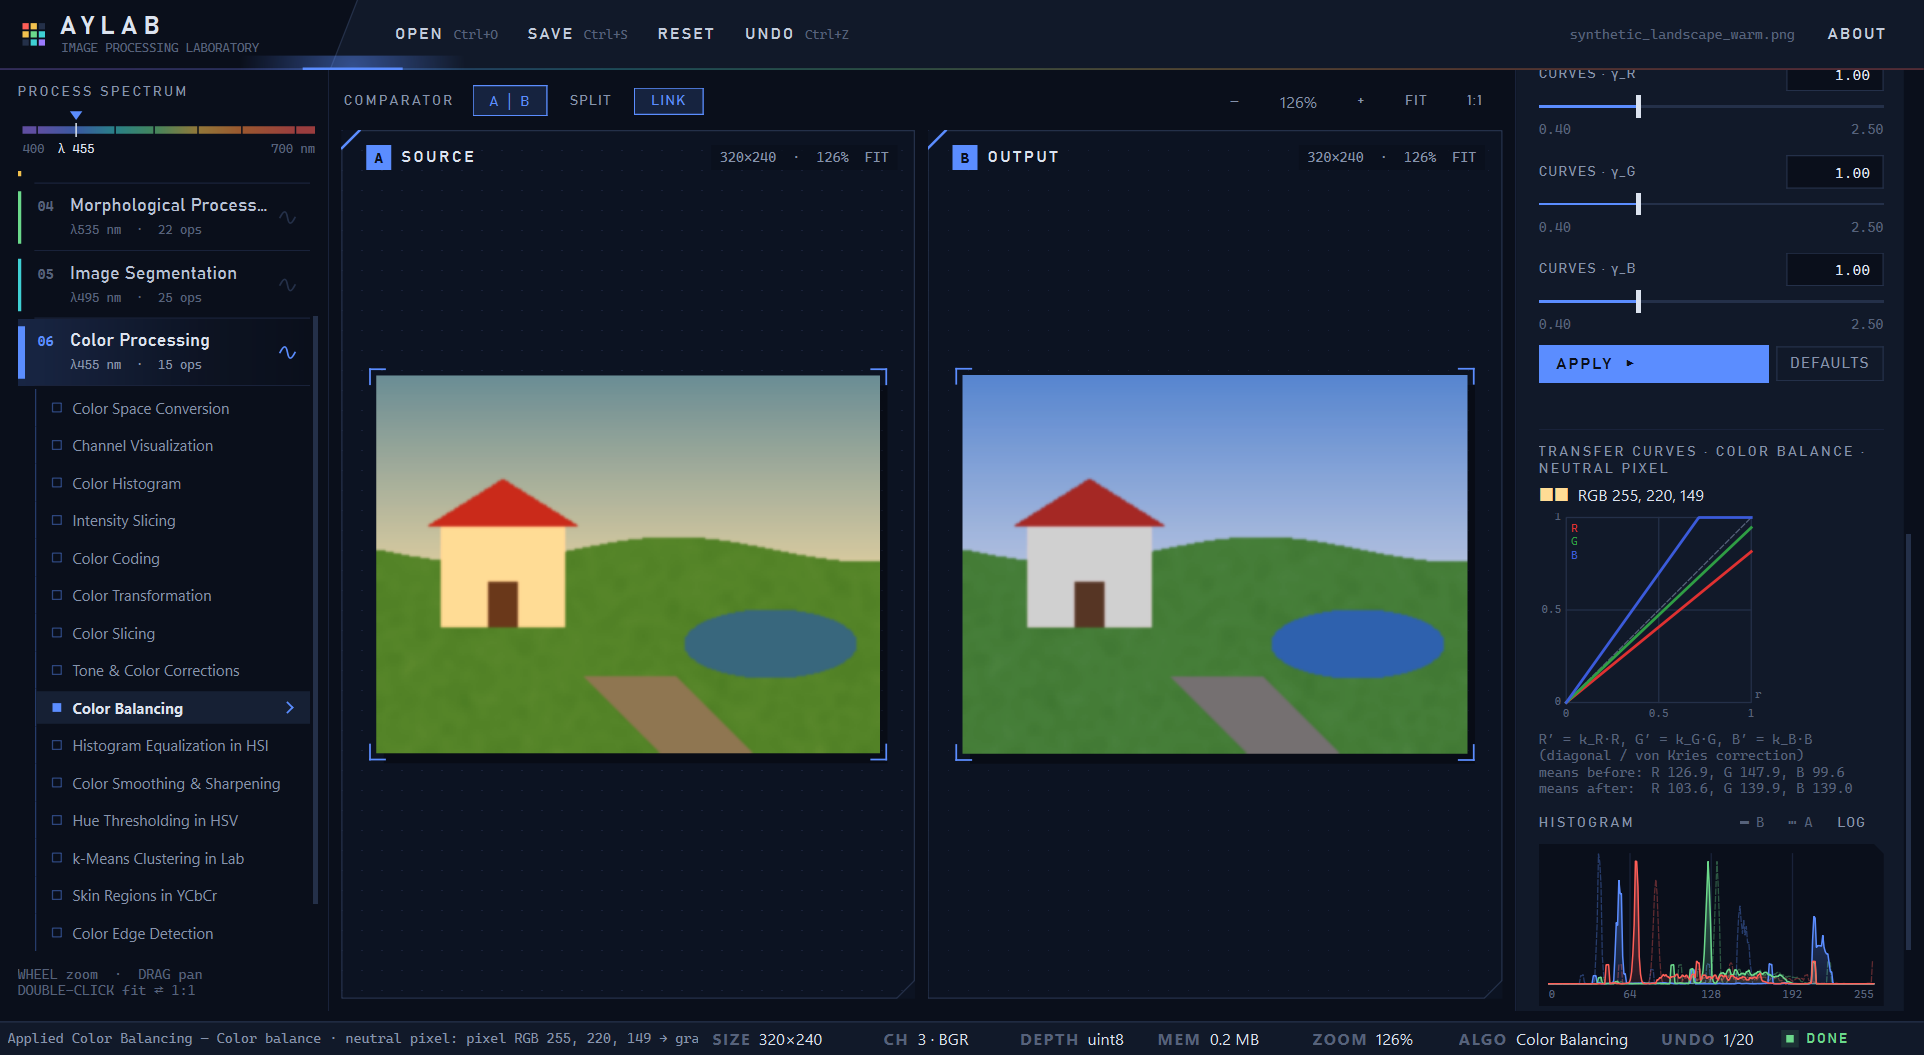 AYLAB
IMAGE PROCESSING LABORATORY
OPEN Ctrl+O SAVE Ctrl+S RESET UNDO Ctrl+Z
synthetic_landscape_warm.png ABOUT
PROCESS SPECTRUM
400 λ 455 700 nm
04 Morphological Process...
λ535 nm · 22 ops
05 Image Segmentation
λ495 nm · 25 ops
06 Color Processing
λ455 nm · 15 ops
Color Space Conversion
Channel Visualization
Color Histogram
Intensity Slicing
Color Coding
Color Transformation
Color Slicing
Tone & Color Corrections
Color Balancing
Histogram Equalization in HSI
Color Smoothing & Sharpening
Hue Thresholding in HSV
k-Means Clustering in Lab
Skin Regions in YCbCr
Color Edge Detection
WHEEL zoom · DRAG pan
DOUBLE-CLICK fit ⇄ 1:1
COMPARATOR A | B SPLIT LINK
− 126% + FIT 1:1
A SOURCE 320×240 · 126% FIT
B OUTPUT 320×240 · 126% FIT
CURVES · γ_R 1.00
0.40 2.50
CURVES · γ_G 1.00
0.40 2.50
CURVES · γ_B 1.00
0.40 2.50
APPLY ▸ DEFAULTS
TRANSFER CURVES · COLOR BALANCE ·
NEUTRAL PIXEL
RGB 255, 220, 149
1
R
G
B
0.5
0
r
0 0.5 1
R′ = k_R·R, G′ = k_G·G, B′ = k_B·B
(diagonal / von Kries correction)
means before: R 126.9, G 147.9, B 99.6
means after: R 103.6, G 139.9, B 139.0
HISTOGRAM B A LOG
0 64 128 192 255
Applied Color Balancing — Color balance · neutral pixel: pixel RGB 255, 220, 149 → gra
SIZE 320×240 CH 3 · BGR DEPTH uint8 MEM 0.2 MB ZOOM 126% ALGO Color Balancing UNDO 1/20 DONE